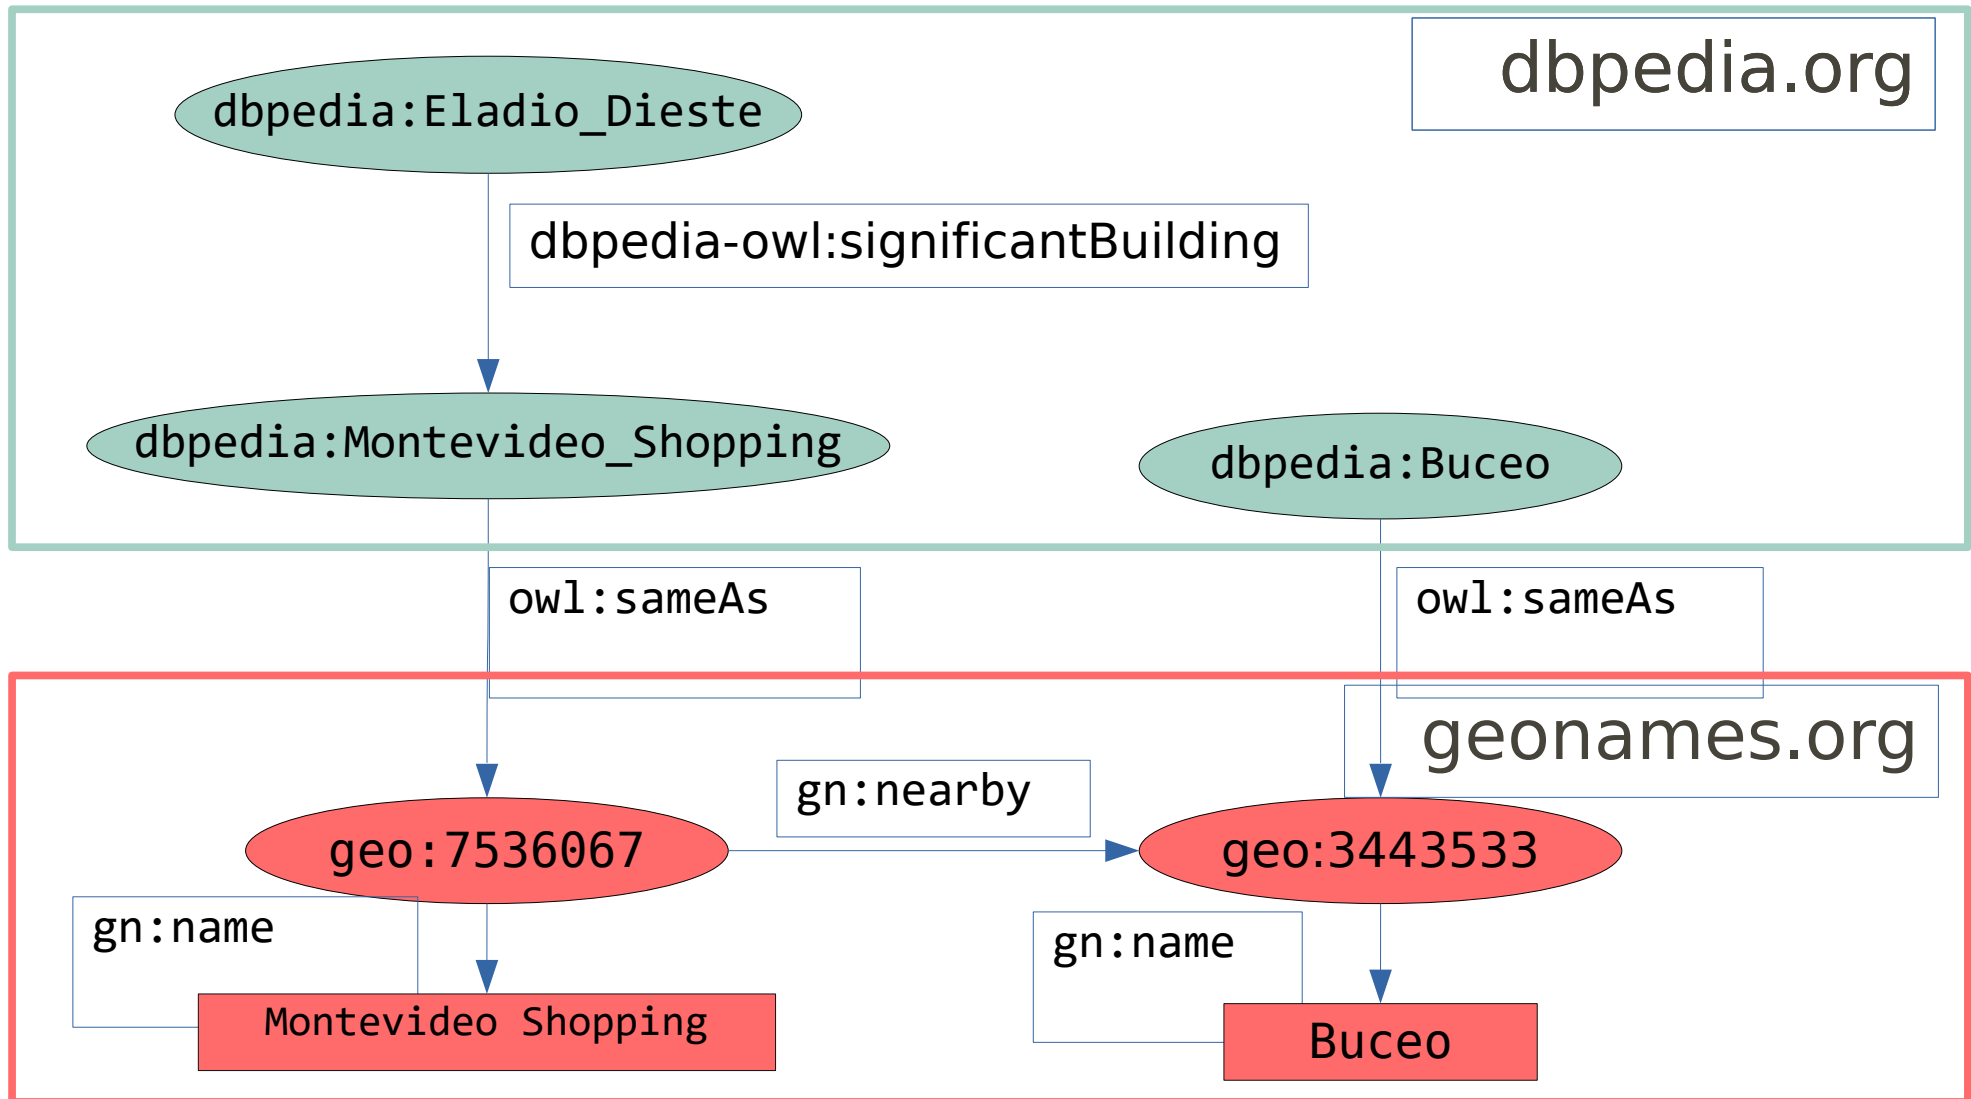 dbpedia.org
dbpedia:Eladio_Dieste
dbpedia-owl:significantBuilding
dbpedia:Montevideo_Shopping
dbpedia:Buceo
owl:sameAs
owl:sameAs
geonames.org
gn:nearby
geo:7536067
geo:3443533
gn:name
gn:name
Montevideo Shopping
Buceo